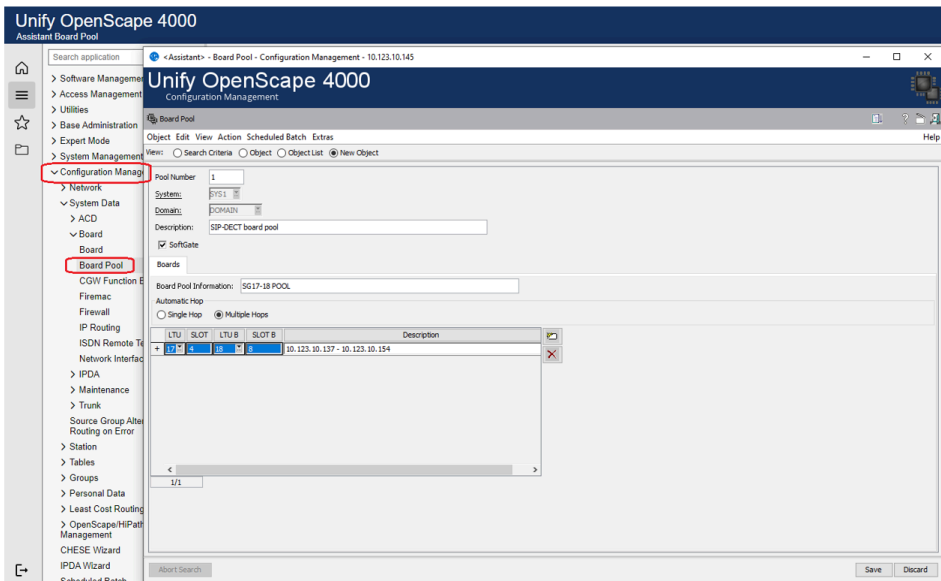 Unify OpenScape 4000
Assistant Board Pool
Search application
Software Managemen
Access Management
Utilities
Base Administration
Expert Mode
System Management
Configuration Manag
Network
System Data
ACD
Board
Board
Board Pool
CGW Function B
Firemac
Firewall
IP Routing
ISDN Remote Te
Network Interfac
IPDA
Maintenance
Trunk
Source Group Alter
Routing on Error
Station
Tables
Groups
Personal Data
Least Cost Routing
OpenScape/HiPath
Management
CHESE Wizard
IPDA Wizard
Scheduled Batch
<Assistant> - Board Pool - Configuration Management - 10.123.10.145
Unify OpenScape 4000
Configuration Management
Board Pool
Object Edit View Action Scheduled Batch Extras Help
View: Search Criteria Object Object List New Object
Pool Number 1
System: SYS1
Domain: DOMAIN
Description: SIP-DECT board pool
SoftGate
Boards
Board Pool Information: SG17-18 POOL
Automatic Hop
Single Hop Multiple Hops
LTU SLOT LTU B SLOT B Description
+ 17 4 18 8 10.123.10.137 - 10.123.10.154
1/1
Abort Search Save Discard